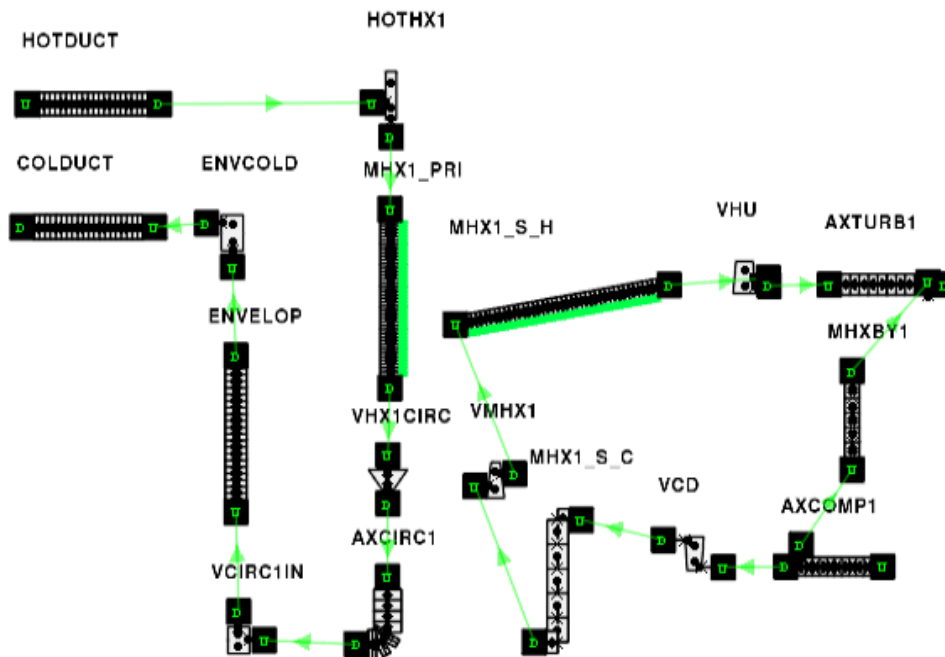 HOTHX1
HOTDUCT
U D U
D
COLDUCT ENVCOLD MHX1_PRI
U
D U D
VHU AXTURB1
MHX1_S_H
U
D D U U D
ENVELOP
U
MHXBY1
D
D
D
VHX1CIRC VMHX1
U
MHX1_S_C
U D
U
VCD
D
U
U D
AXCIRC1
AXCOMP1
D
VCIRC1IN U D U
U
D
U D D